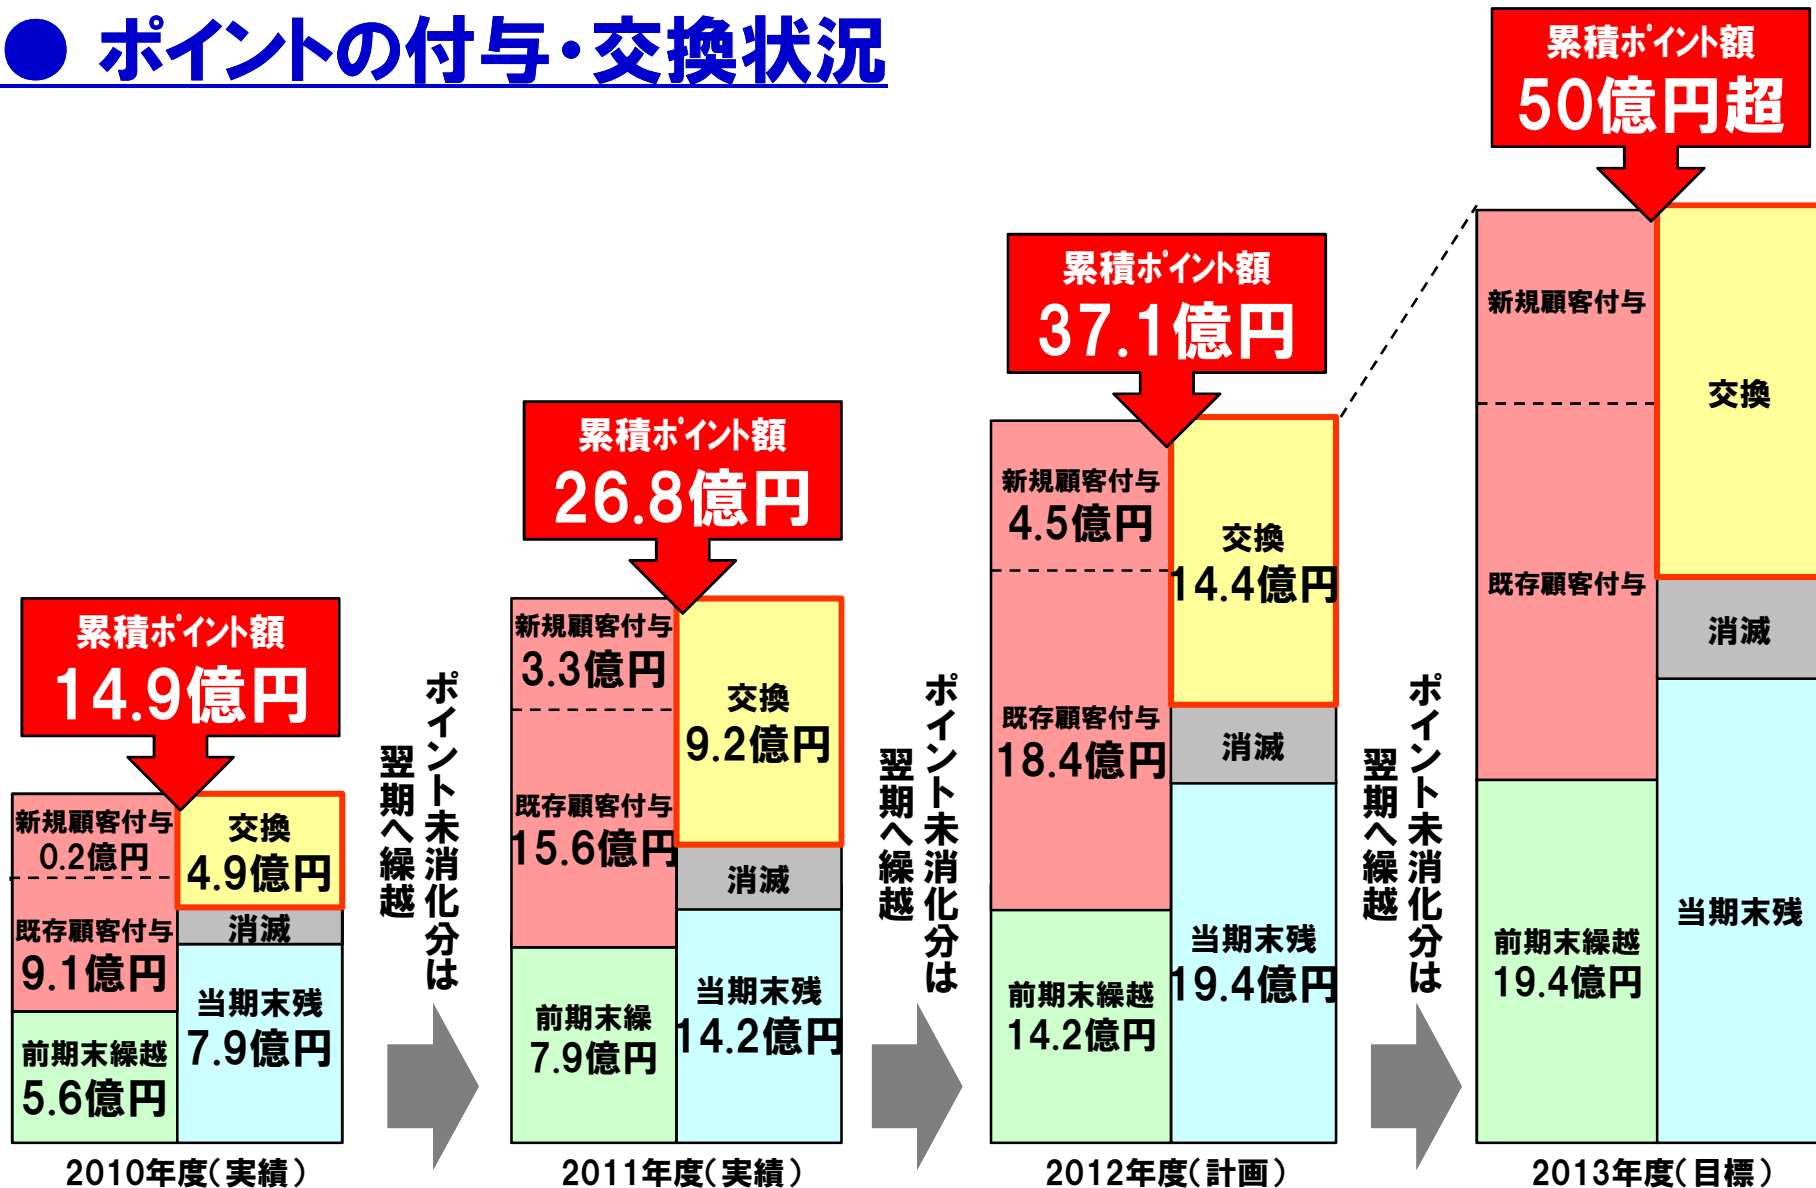 ● ポイントの付与・交換状況
累積ポイント額
14.9億円
新規顧客付与
0.2億円
既存顧客付与
9.1億円
前期末繰越
5.6億円
交換
4.9億円
消滅
当期末残
7.9億円
2010年度(実績)
ポイント未消化分は
翌期へ繰越
累積ポイント額
26.8億円
新規顧客付与
3.3億円
既存顧客付与
15.6億円
前期末繰
7.9億円
交換
9.2億円
消滅
当期末残
14.2億円
2011年度(実績)
ポイント未消化分は
翌期へ繰越
累積ポイント額
37.1億円
新規顧客付与
4.5億円
既存顧客付与
18.4億円
前期末繰越
14.2億円
交換
14.4億円
消滅
当期末残
19.4億円
2012年度(計画)
ポイント未消化分は
翌期へ繰越
累積ポイント額
50億円超
新規顧客付与
既存顧客付与
前期末繰越
19.4億円
交換
消滅
当期末残
2013年度(目標)